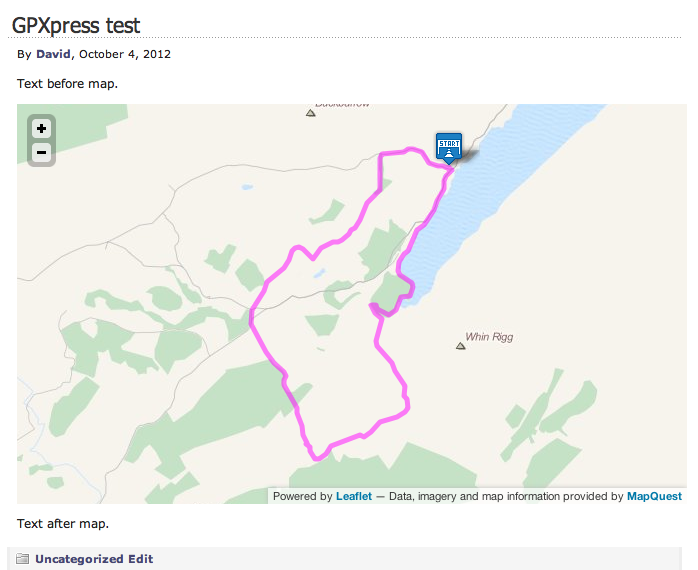 GPXpress test
By David, October 4, 2012
Text before map.
+
START
−
Whin Rigg
Powered by Leaflet — Data, imagery and map information provided by MapQuest
Text after map.
Uncategorized Edit